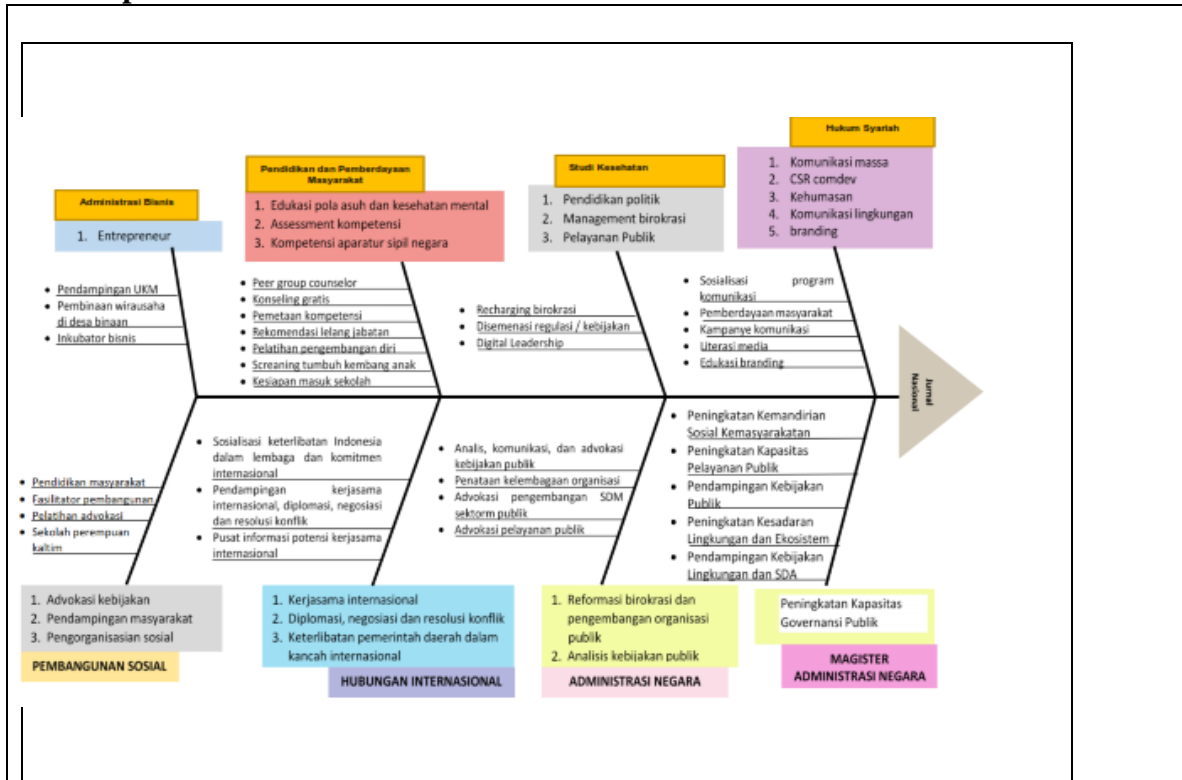 Hukum Syariah
1. Komunikasi massa
2. CSR comdev
3. Kehumasan
4. Komunikasi lingkungan
5. branding
Studi Kesehatan
1. Pendidikan politik
2. Management birokrasi
3. Pelayanan Publik
Pendidikan dan Pemberdayaan
Masyarakat
1. Edukasi pola asuh dan kesehatan mental
2. Assessment kompetensi
3. Kompetensi aparatur sipil negara
Administrasi Bisnis
1. Entrepreneur
• Pendampingan UKM
• Pembinaan wirausaha
di desa binaan
• Inkubator bisnis
• Peer group counselor
• Konseling gratis
• Pemetaan kompetensi
• Rekomendasi lelang jabatan
• Pelatihan pengembangan diri
• Screaning tumbuh kembang anak
• Kesiapan masuk sekolah
• Recharging birokrasi
• Disemenasi regulasi / kebijakan
• Digital Leadership
• Sosialisasi program
komunikasi
• Pemberdayaan masyarakat
• Kampanye komunikasi
• Literasi media
• Edukasi branding
Jurnal
Nasional
• Pendidikan masyarakat
• Fasilitator pembangunan
• Pelatihan advokasi
• Sekolah perempuan
kaltim
• Sosialisasi keterlibatan Indonesia
dalam lembaga dan komitmen
internasional
• Pendampingan kerjasama
internasional, diplomasi, negosiasi
dan resolusi konflik
• Pusat informasi potensi kerjasama
internasional
• Analis, komunikasi, dan advokasi
kebijakan publik
• Penataan kelembagaan organisasi
• Advokasi pengembangan SDM
sektorm publik
• Advokasi pelayanan publik
• Peningkatan Kemandirian
Sosial Kemasyarakatan
• Peningkatan Kapasitas
Pelayanan Publik
• Pendampingan Kebijakan
Publik
• Peningkatan Kesadaran
Lingkungan dan Ekosistem
• Pendampingan Kebijakan
Lingkungan dan SDA
1. Advokasi kebijakan
2. Pendampingan masyarakat
3. Pengorganisasian sosial
PEMBANGUNAN SOSIAL
1. Kerjasama internasional
2. Diplomasi, negosiasi dan resolusi konflik
3. Keterlibatan pemerintah daerah dalam
kancah internasional
HUBUNGAN INTERNASIONAL
1. Reformasi birokrasi dan
pengembangan organisasi
publik
2. Analisis kebijakan publik
ADMINISTRASI NEGARA
Peningkatan Kapasitas
Governansi Publik
MAGISTER
ADMINISTRASI NEGARA